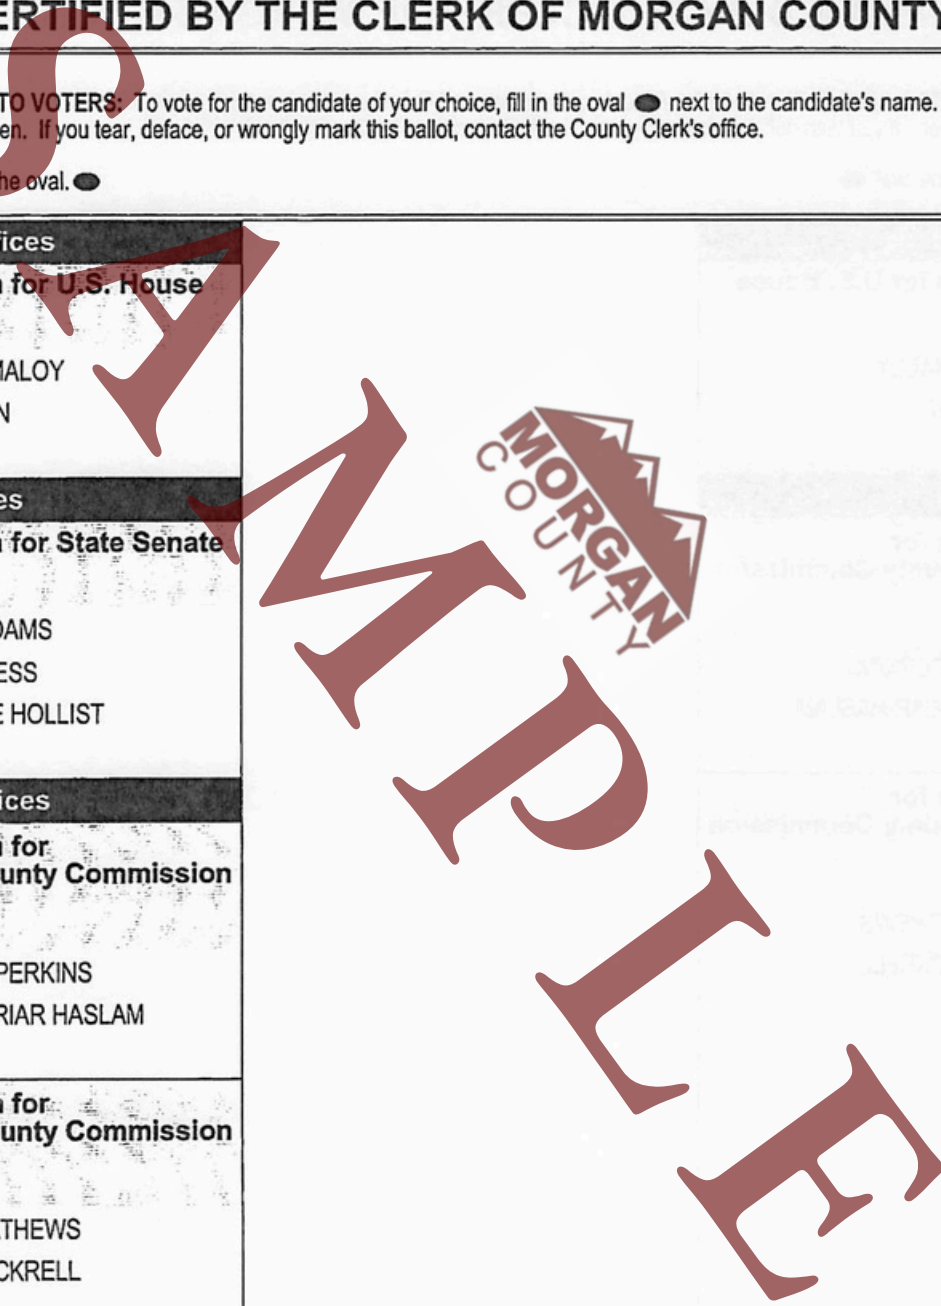 ERTIFIED BY THE CLERK OF MORGAN COUNTY
TO VOTERS: To vote for the candidate of your choice, fill in the oval next to the candidate's name.
en. If you tear, deface, or wrongly mark this ballot, contact the County Clerk's office.
he oval.
fices
n for U.S. House
MALOY
N
es
n for State Senate
DAMS
ESS
E HOLLIST
ices
n for
unty Commission
PERKINS
RIAR HASLAM
n for
unty Commission
THEWS
CKRELL
SAMPLE
MORGAN
COUNTY